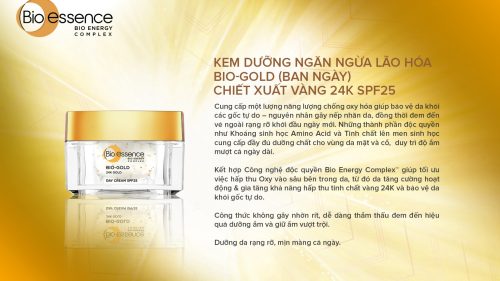 Bio essence
BIO ENERGY
COMPLEX
KEM DƯỠNG NGĂN NGỪA LÃO HÓA
BIO-GOLD (BAN NGÀY)
CHIẾT XUẤT VÀNG 24K SPF25
Cung cấp một lượng năng lượng chống oxy hóa giúp bảo vệ da khỏi
các gốc tự do – nguyên nhân gây nếp nhăn da, đồng thời đem đến
vẻ ngoài rạng rỡ khởi đầu ngày mới. Những thành phần độc quyền
như Khoáng sinh học Amino Acid và Tinh chất lên men sinh học
cung cấp đầy đủ dưỡng chất cho vùng da mặt và cổ, duy trì độ ẩm
mượt cả ngày dài.
Kết hợp Công nghệ độc quyền Bio Energy Complex™ giúp tối ưu
việc hấp thu Oxy vào sâu bên trong da, từ đó da tăng cường hoạt
động & gia tăng khả năng hấp thu tinh chất vàng 24K và bảo vệ da
khỏi gốc tự do.
Công thức không gây nhờn rít, dễ dàng thẩm thấu đem đến hiệu
quả dưỡng ẩm và giữ ẩm vượt trội.
Dưỡng da rạng rỡ, mịn màng cả ngày.
Bio essence
BIO-GOLD
24K GOLD
DAY CREAM SPF25